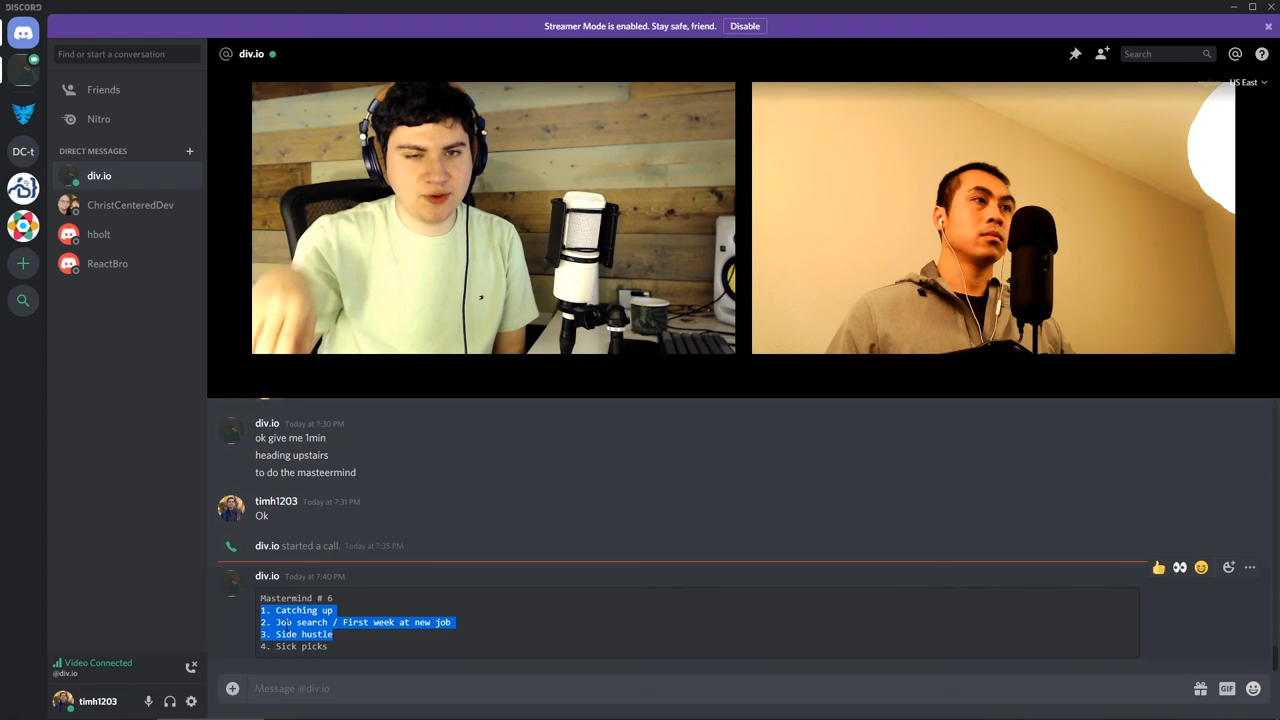 DISCORD
Streamer Mode is enabled. Stay safe, friend.
Disable
Find or start a conversation
@ div.io
Search
US East
Friends
Nitro
DIRECT MESSAGES
div.io
DC-t
ChristCenteredDev
hbolt
ReactBro
div.io Today at 7:30 PM
ok give me 1min
heading upstairs
to do the masteermind
timh1203 Today at 7:31 PM
Ok
div.io started a call. Today at 7:35 PM
div.io Today at 7:40 PM
Mastermind # 6
1. Catching up
2. Job search / First week at new job
3. Side hustle
4. Sick picks
Video Connected
@div.io
timh1203
Message @div.io
GIF